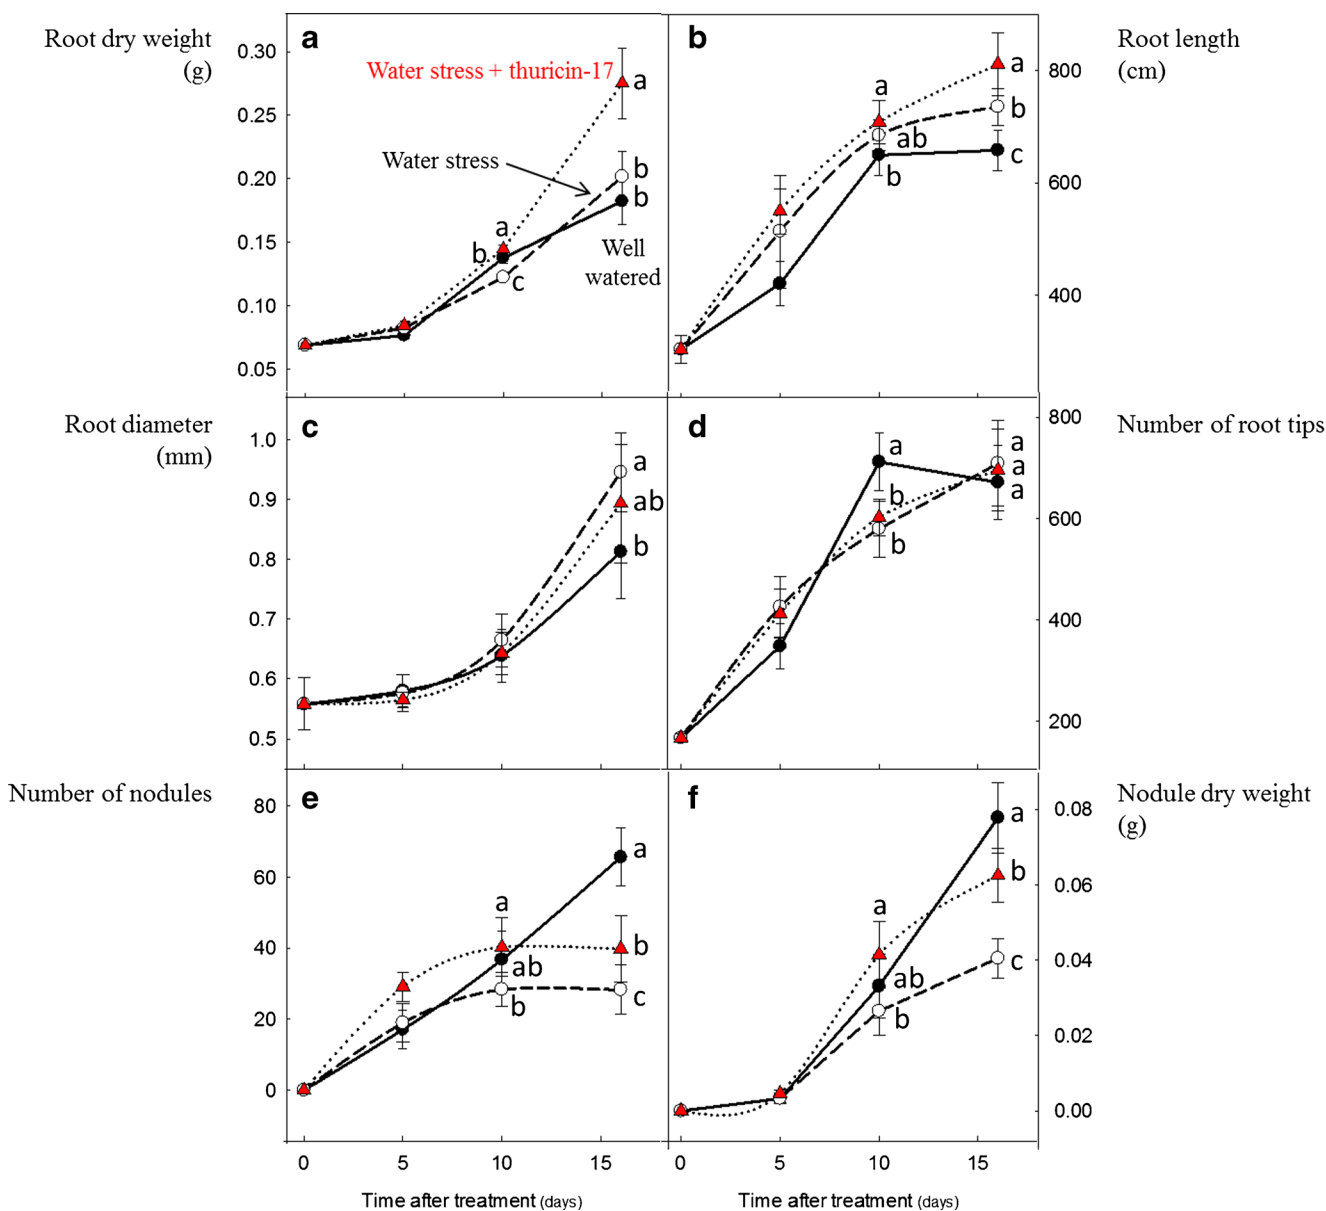 Root dry weight
(g)
a
0.30
0.25
0.20
0.15
0.10
0.05
Water stress + thuricin-17
Water stress
Well
watered
a
b
b
a
b
c
b
Root length
(cm)
800
600
400
a
ab
b
a
b
c
Root diameter
(mm)
c
1.0
0.9
0.8
0.7
0.6
0.5
a
ab
b
d
Number of root tips
800
600
400
200
a
b
b
a
a
a
Number of nodules
e
80
60
40
20
0
a
ab
b
a
b
c
f
Nodule dry weight
(g)
0.08
0.06
0.04
0.02
0.00
a
ab
b
a
b
c
0 5 10 15
Time after treatment (days)
0 5 10 15
Time after treatment (days)